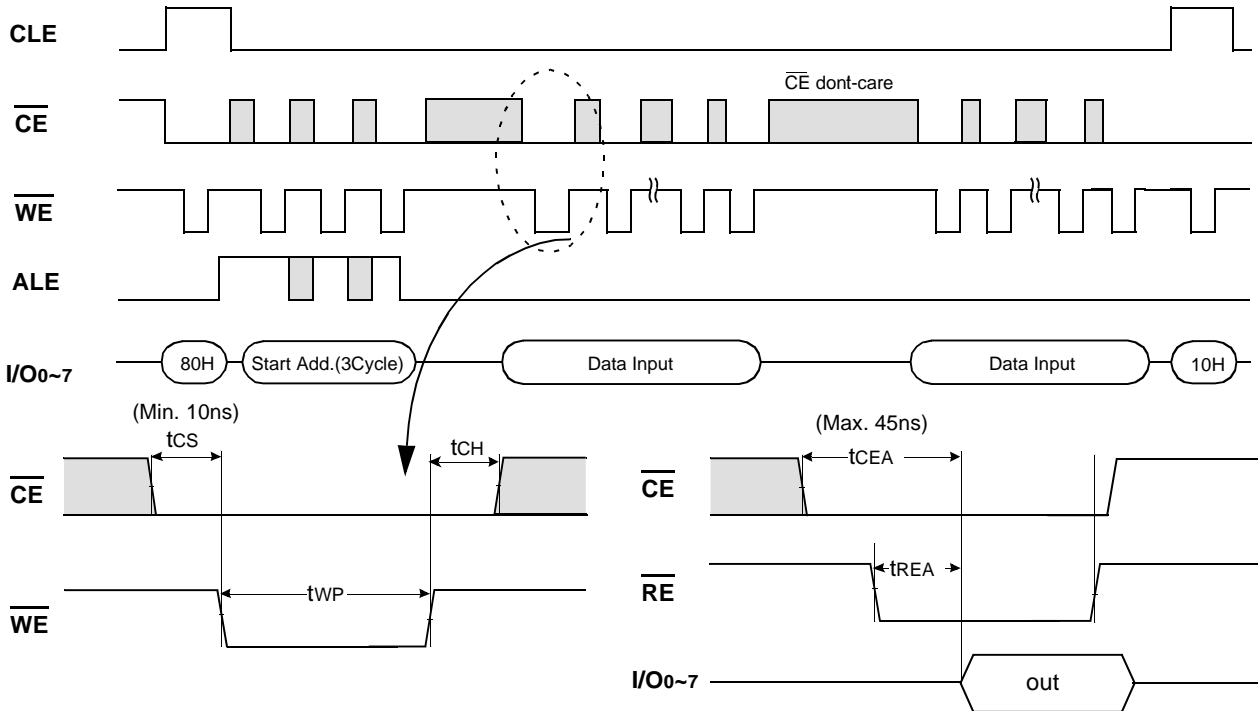 CLE
CE dont-care
CE
WE
ALE
I/O0~7
80H
Start Add.(3Cycle)
Data Input
Data Input
10H
(Min. 10ns)
tCS
tCH
CE
tWP
WE
(Max. 45ns)
tCEA
CE
tREA
RE
I/O0~7
out